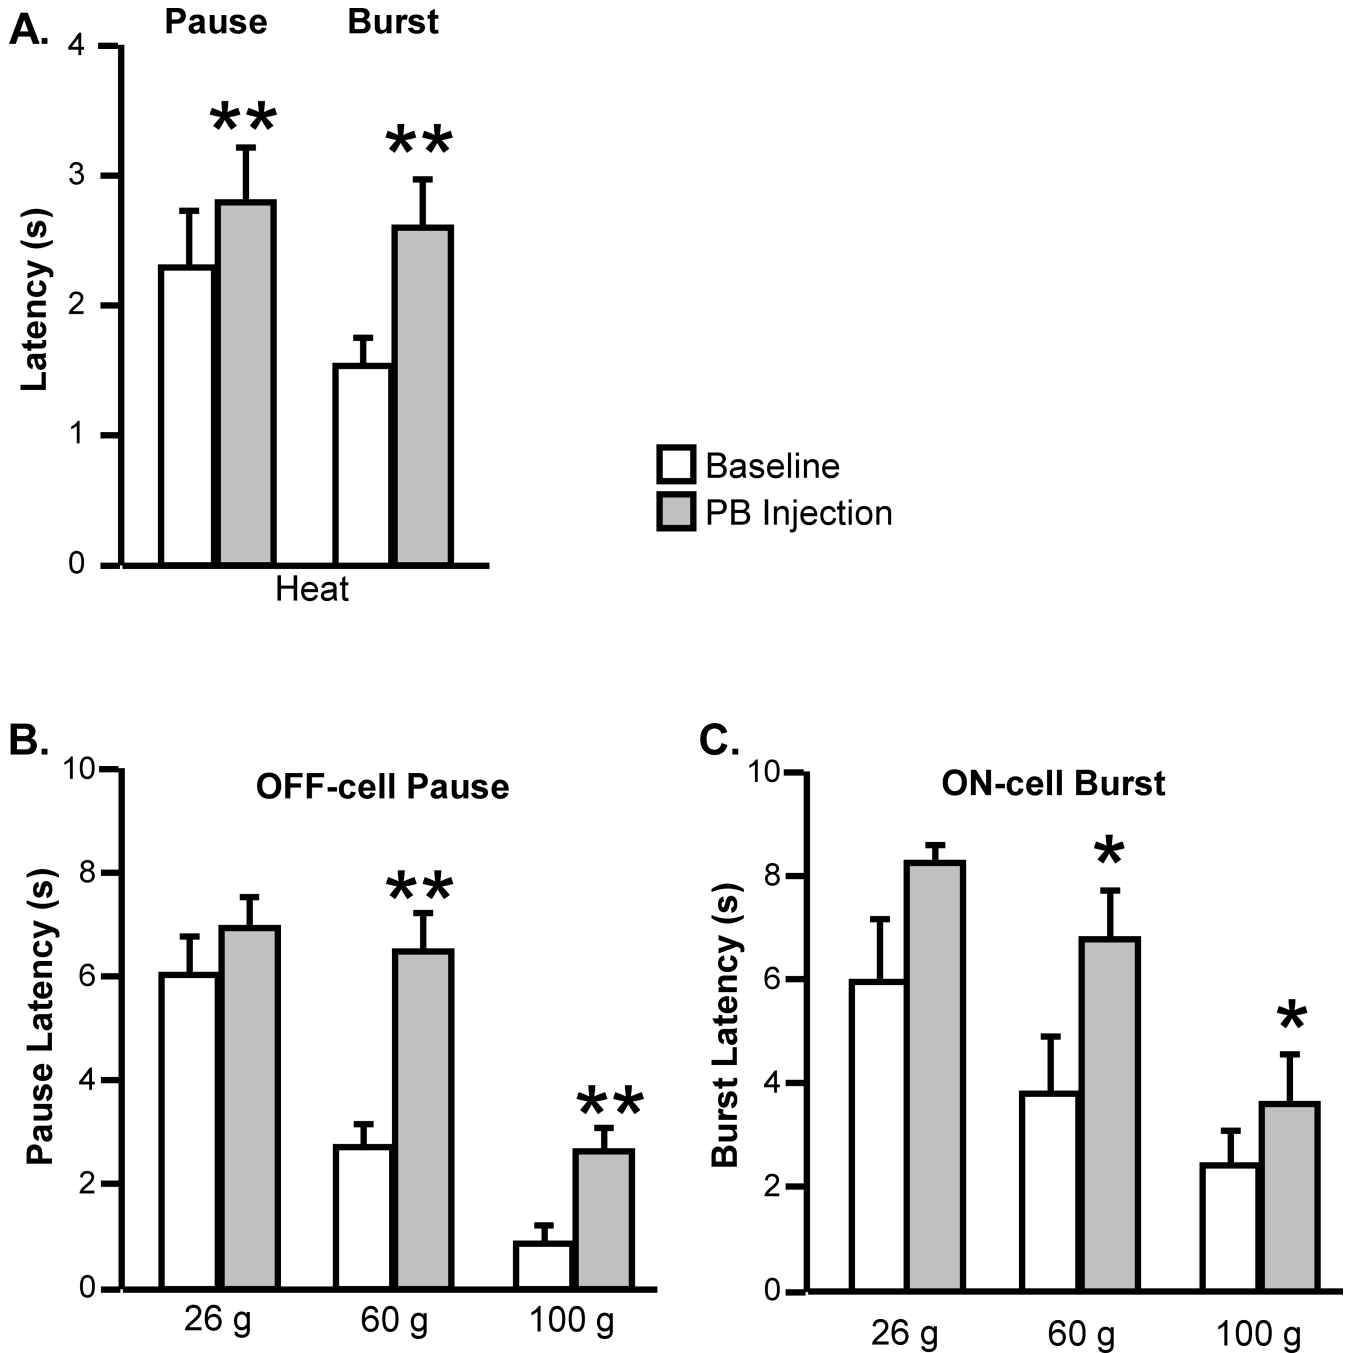 A.
Pause Burst
Latency (s)
4
**
**
3
2
1
0
Heat
Baseline
PB Injection
B.
OFF-cell Pause
Pause Latency (s)
10
8
**
6
4
**
2
0
26 g 60 g 100 g
C.
ON-cell Burst
Burst Latency (s)
10
*
8
6
*
4
2
0
26 g 60 g 100 g